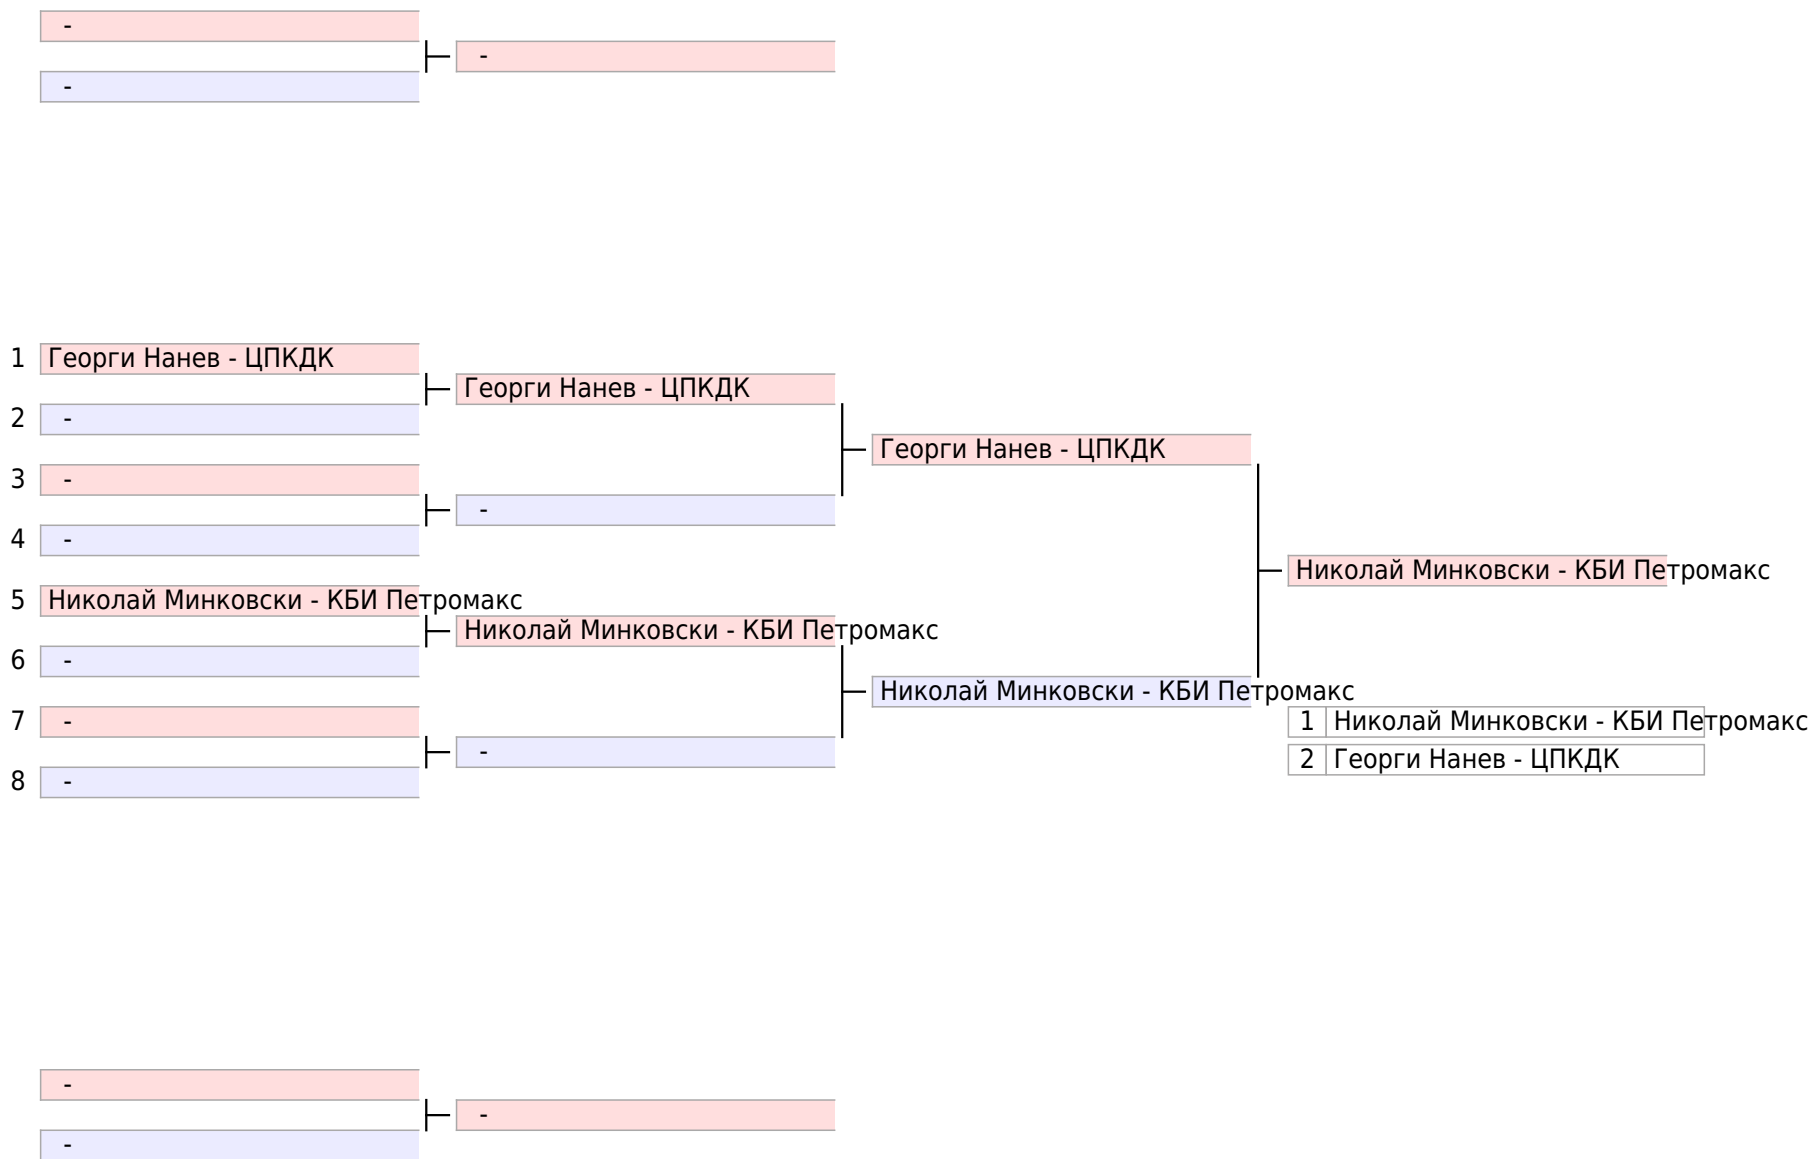 -
-
-
1 Георги Нанев - ЦПКДК
Георги Нанев - ЦПКДК
2 -
Георги Нанев - ЦПКДК
3 -
-
4 -
Николай Минковски - КБИ Петромакс
5 Николай Минковски - КБИ Петромакс
Николай Минковски - КБИ Петромакс
6 -
Николай Минковски - КБИ Петромакс
7 -
1 Николай Минковски - КБИ Петромакс
-
2 Георги Нанев - ЦПКДК
8 -
-
-
-